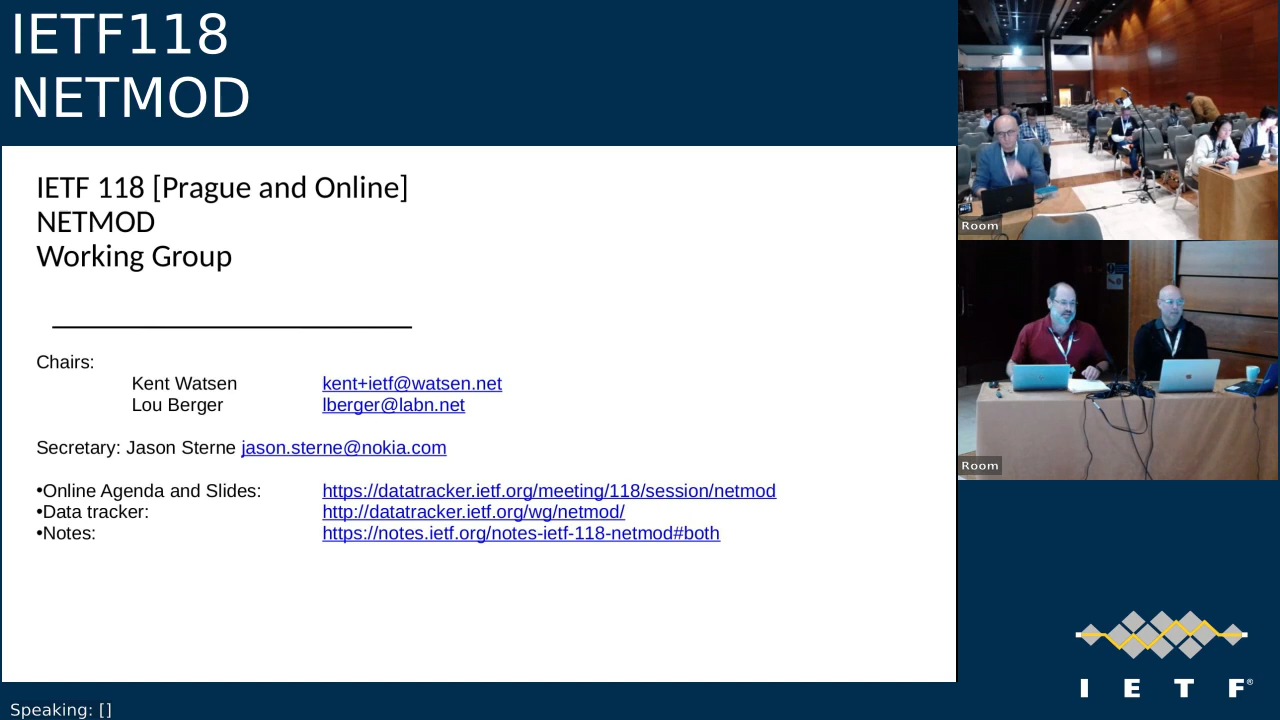 IETF118
NETMOD
IETF 118 [Prague and Online]
NETMOD
Working Group
Chairs:
Kent Watsen kent+ietf@watsen.net
Lou Berger lberger@labn.net
Secretary: Jason Sterne jason.sterne@nokia.com
•Online Agenda and Slides: https://datatracker.ietf.org/meeting/118/session/netmod
•Data tracker: http://datatracker.ietf.org/wg/netmod/
•Notes: https://notes.ietf.org/notes-ietf-118-netmod#both
Room
Room
I E T F®
Speaking: []